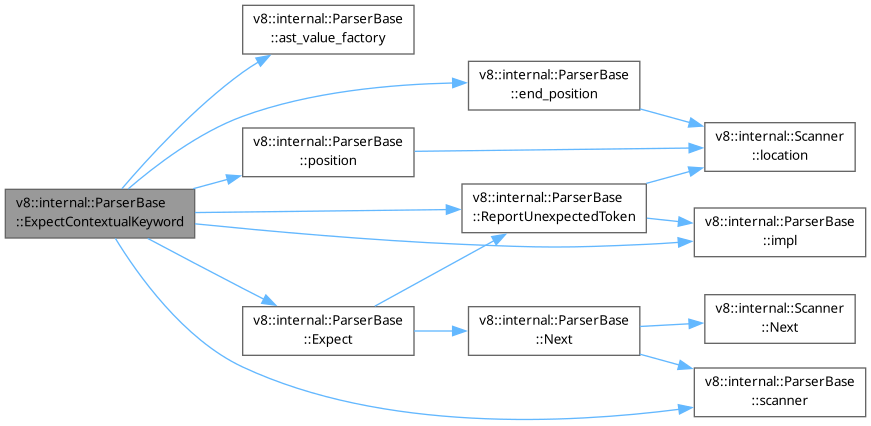 v8::internal::ParserBase
::ExpectContextualKeyword
v8::internal::ParserBase
::ast_value_factory
v8::internal::ParserBase
::end_position
v8::internal::Scanner
::location
v8::internal::ParserBase
::position
v8::internal::ParserBase
::ReportUnexpectedToken
v8::internal::ParserBase
::impl
v8::internal::ParserBase
::Expect
v8::internal::ParserBase
::Next
v8::internal::Scanner
::Next
v8::internal::ParserBase
::scanner